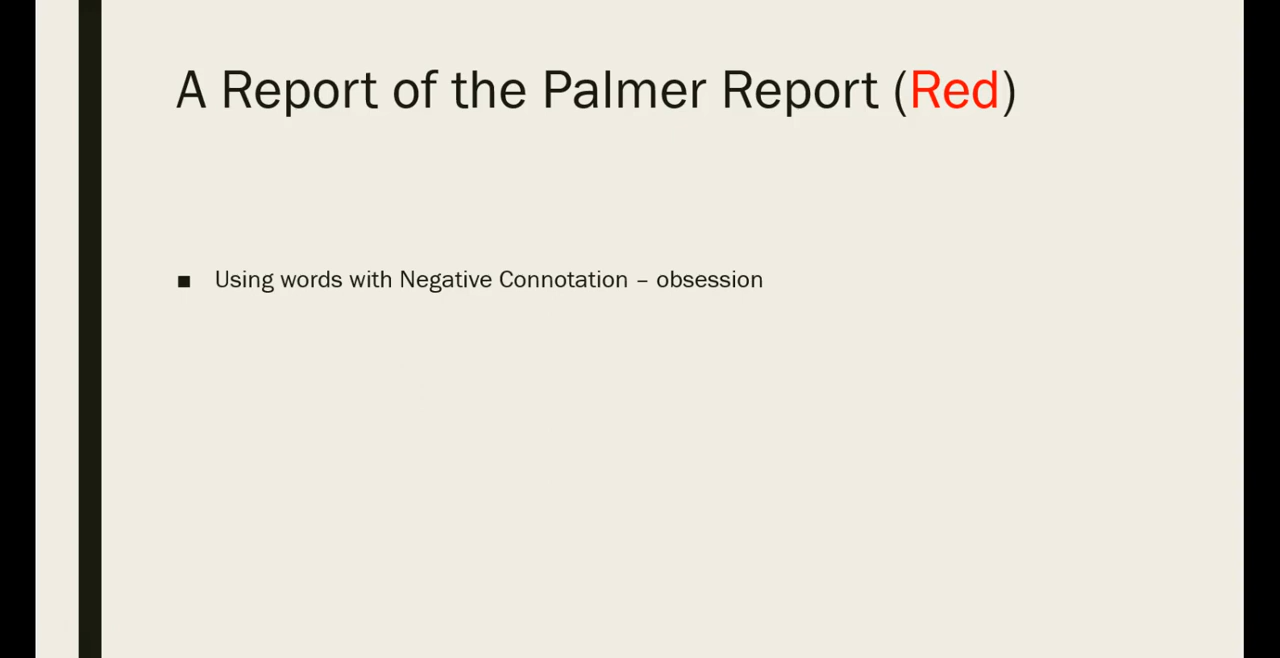 A Report of the Palmer Report (Red)
■ Using words with Negative Connotation – obsession